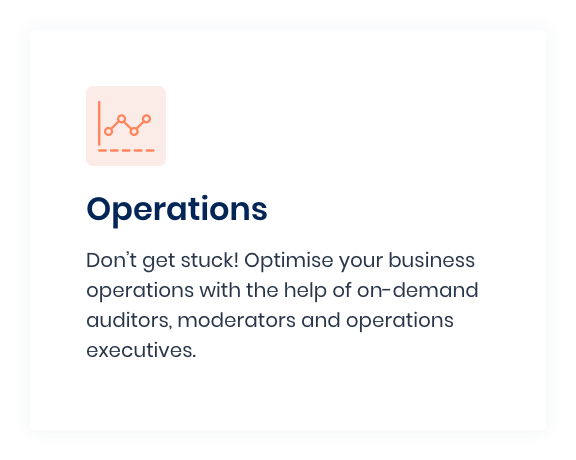 Operations
Don’t get stuck! Optimise your business
operations with the help of on-demand
auditors, moderators and operations
executives.